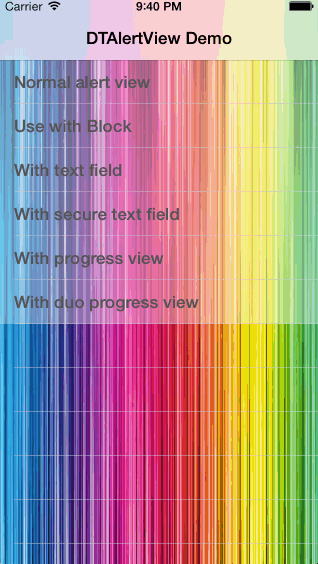 Carrier 9:40 PM
DTAlertView Demo
Normal alert view
Use with Block
With text field
With secure text field
With progress view
With duo progress view